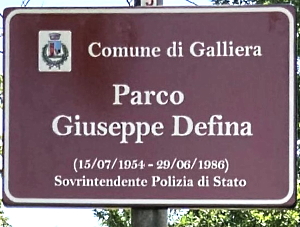 Comune di Galliera
Parco
Giuseppe Defina
(15/07/1954 - 29/06/1986)
Sovrintendente Polizia di Stato